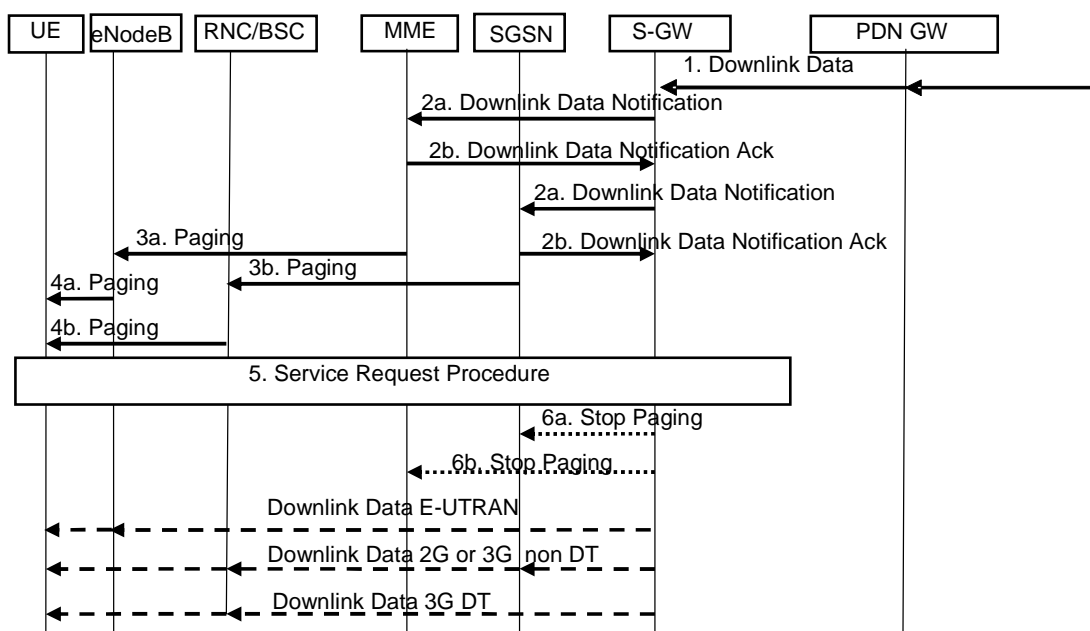 UE
eNodeB
RNC/BSC
MME
SGSN
S-GW
PDN GW
1. Downlink Data
2a. Downlink Data Notification
2b. Downlink Data Notification Ack
2a. Downlink Data Notification
3a. Paging
2b. Downlink Data Notification Ack
3b. Paging
4a. Paging
4b. Paging
5. Service Request Procedure
6a. Stop Paging
6b. Stop Paging
Downlink Data E-UTRAN
Downlink Data 2G or 3G non DT
Downlink Data 3G DT